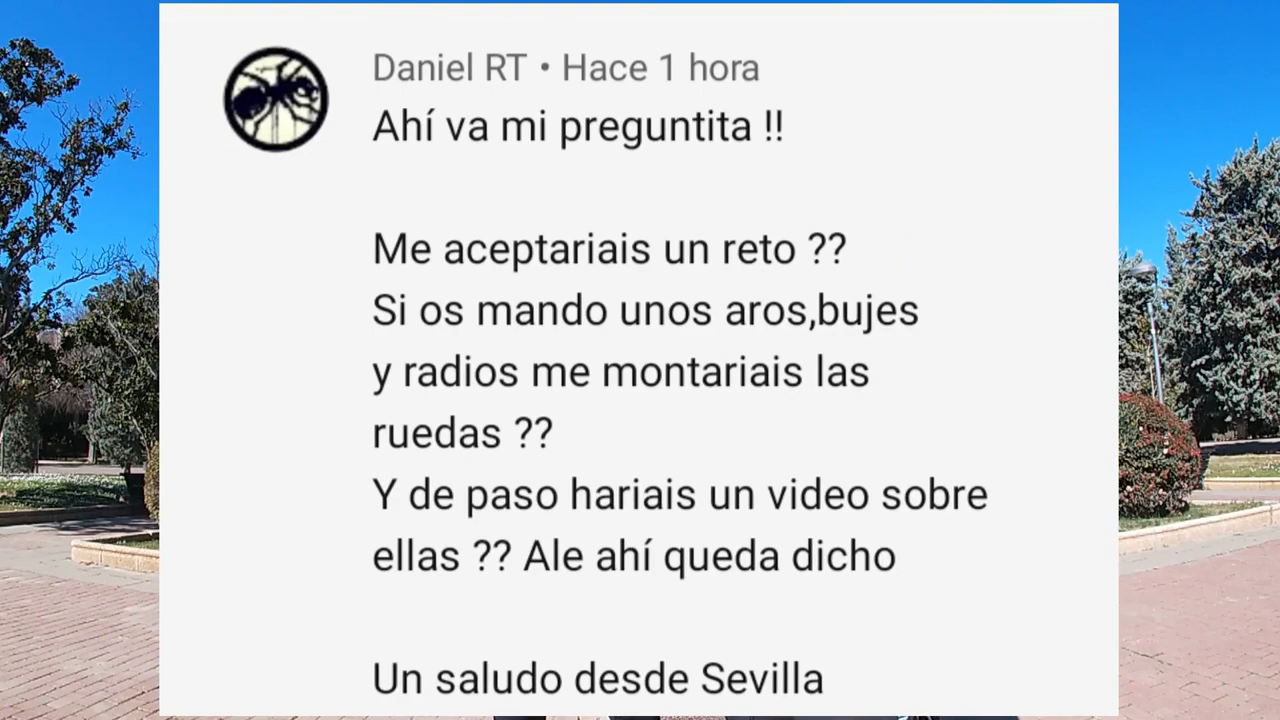 Daniel RT • Hace 1 hora
Ahí va mi preguntita !!
Me aceptariais un reto ??
Si os mando unos aros,bujes
y radios me montariais las
ruedas ??
Y de paso hariais un video sobre
ellas ?? Ale ahí queda dicho
Un saludo desde Sevilla